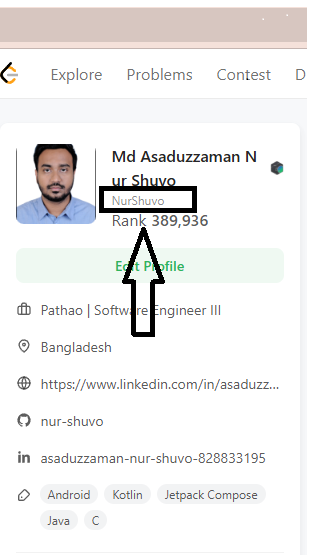 Explore Problems Contest D
Md Asaduzzaman N
ur Shuvo
NurShuvo
Rank 389,936
Edit Profile
Pathao | Software Engineer III
Bangladesh
https://www.linkedin.com/in/asaduzz...
nur-shuvo
asaduzzaman-nur-shuvo-828833195
Android Kotlin Jetpack Compose
Java C